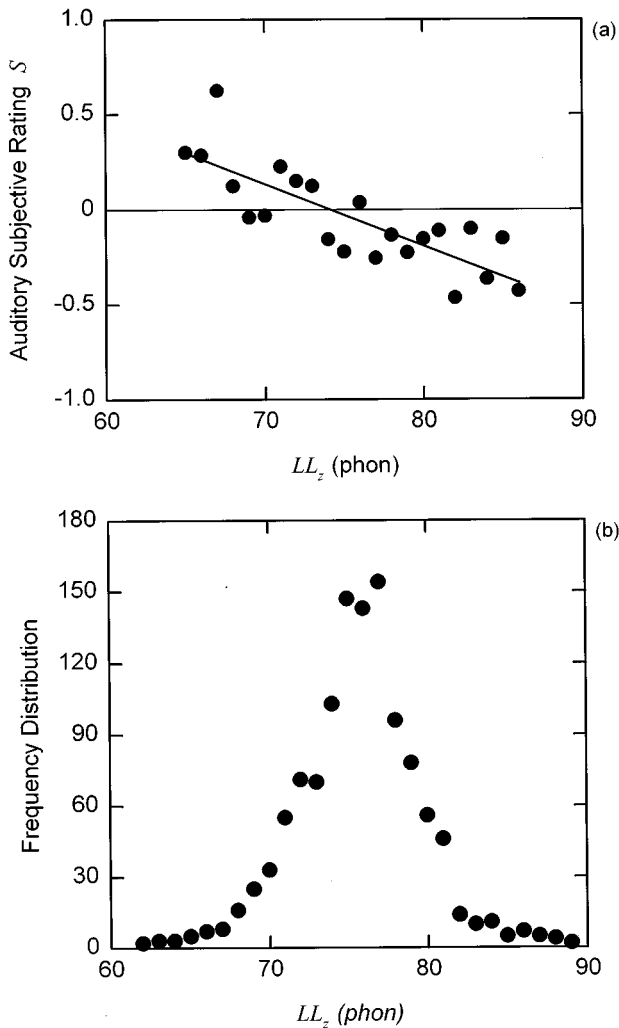 (a)
Auditory Subjective Rating S
1.0
0.5
0
-0.5
-1.0
60 70 80 90
LLz (phon)
(b)
Frequency Distribution
180
150
120
90
60
30
0
60 70 80 90
LLz (phon)